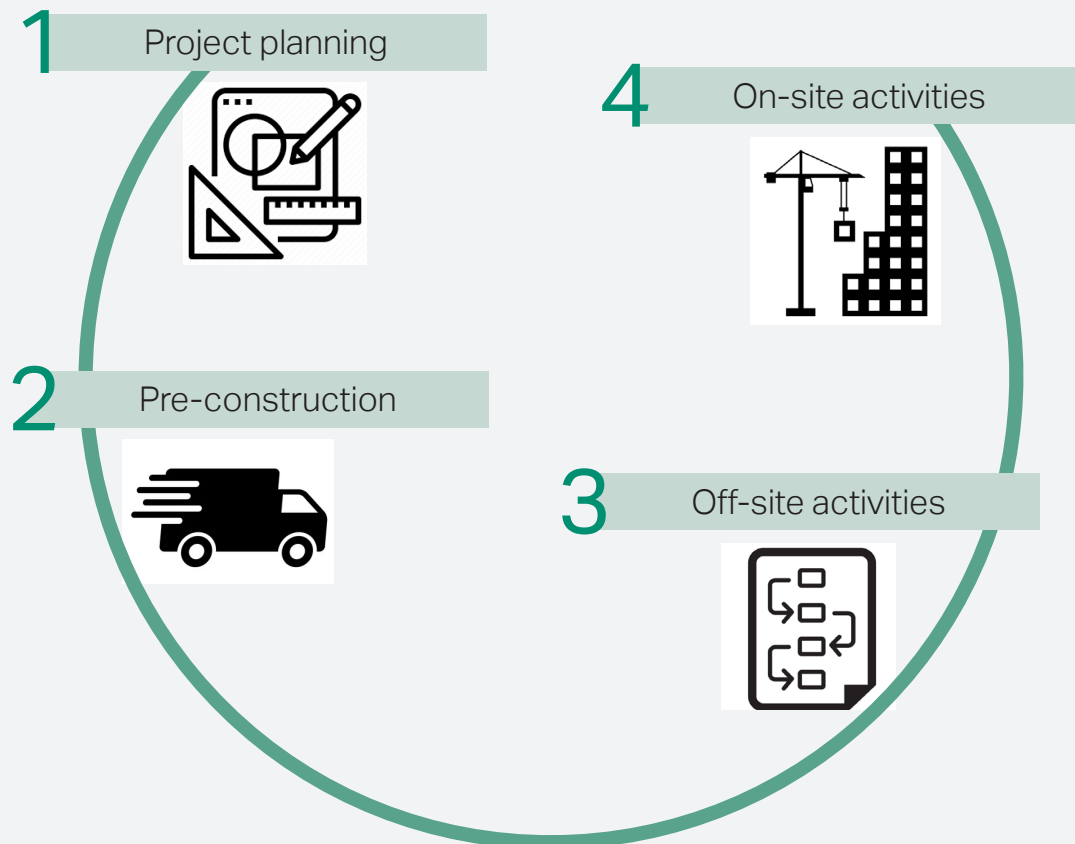 1 Project planning
2 Pre-construction
3 Off-site activities
4 On-site activities